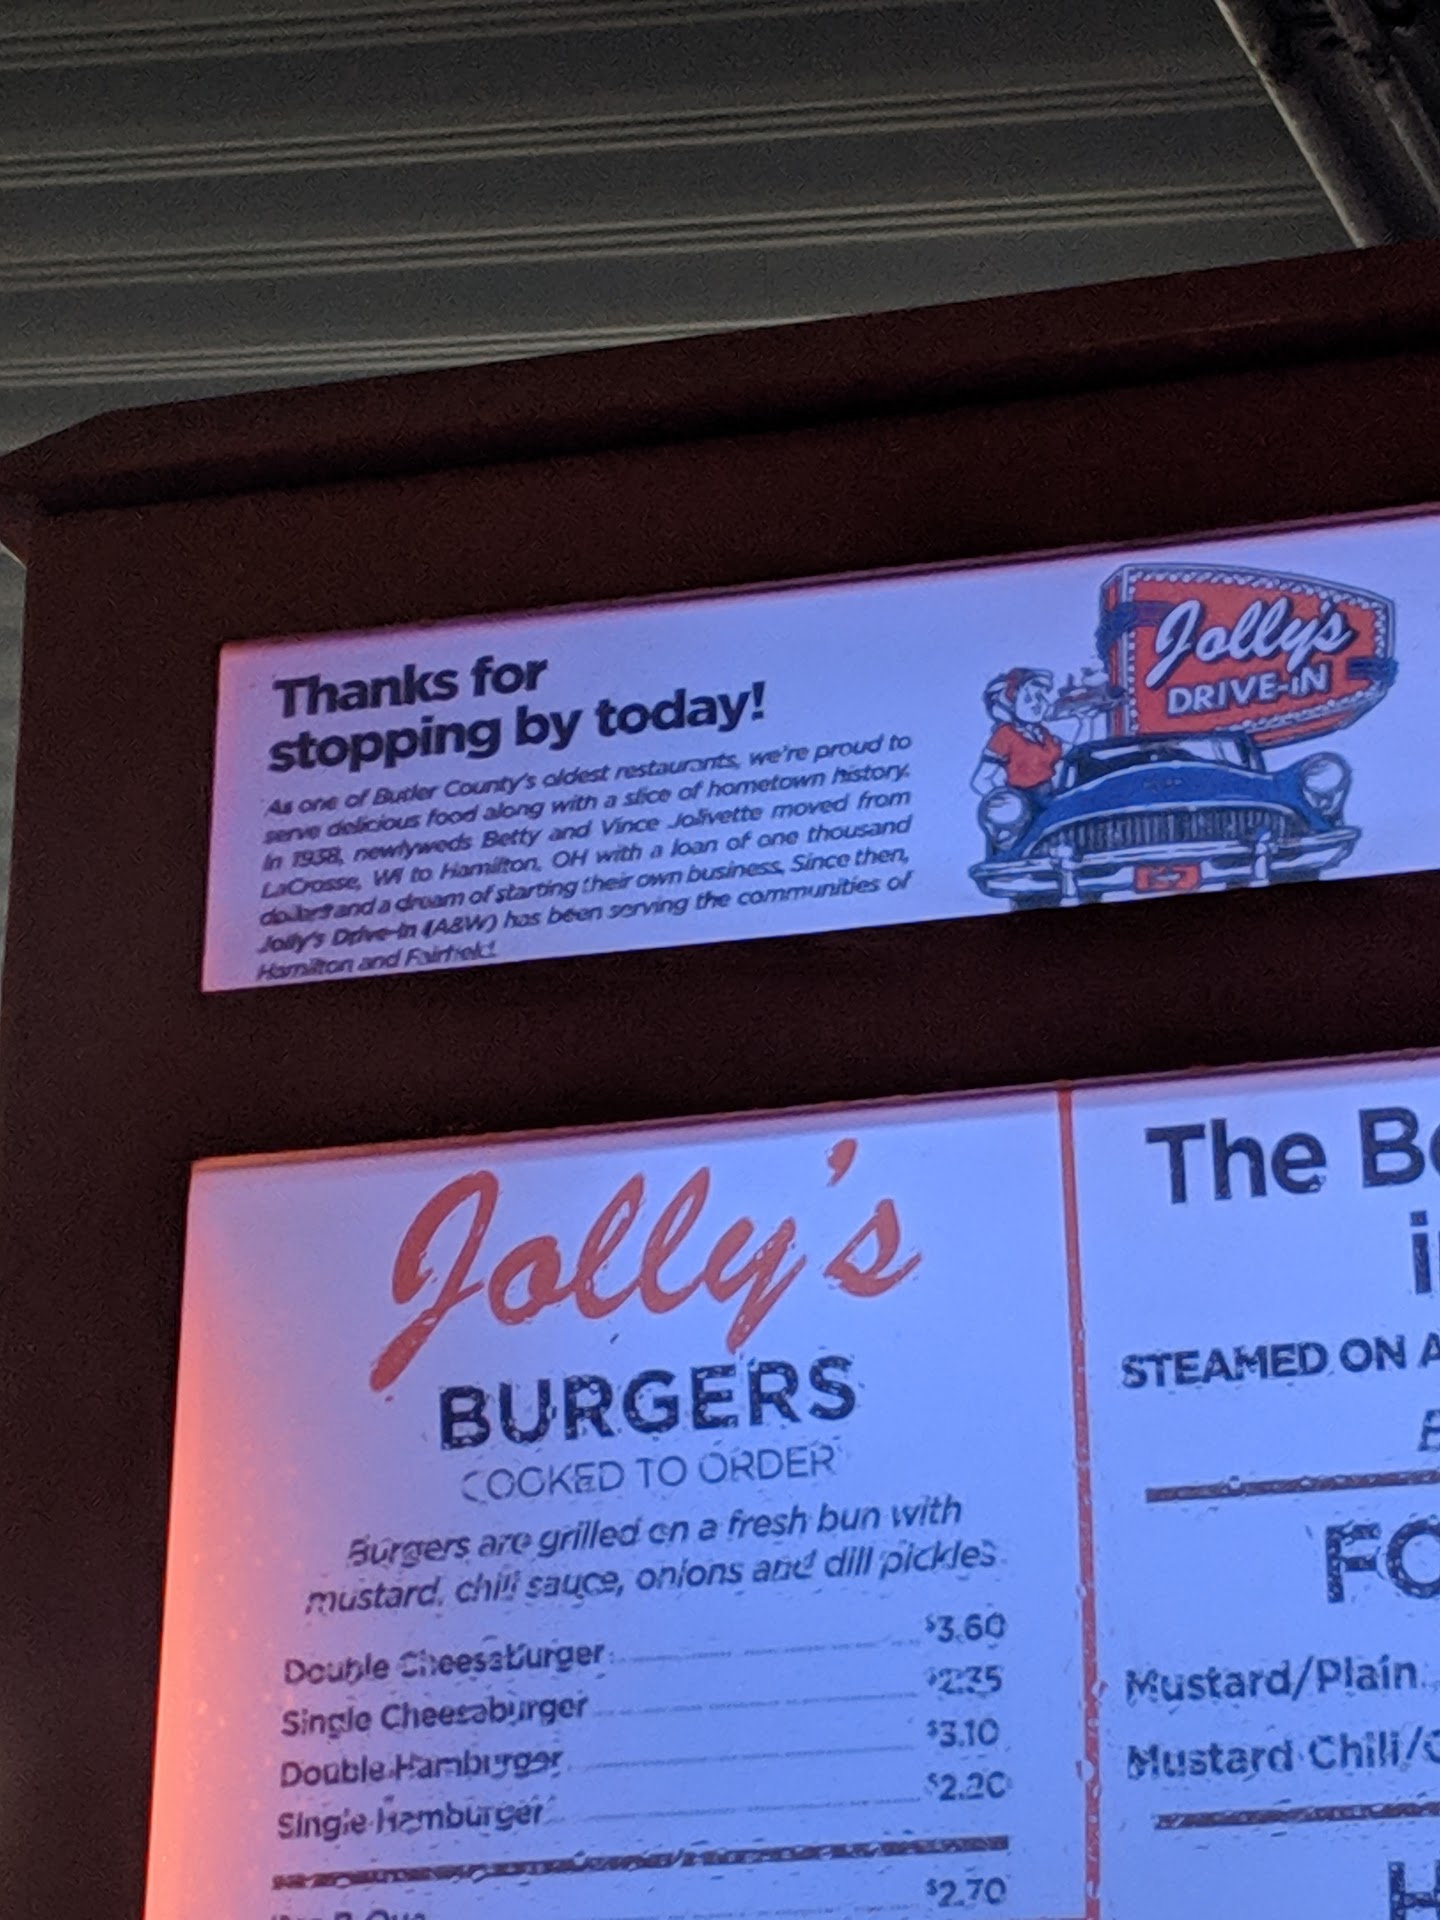 Thanks for
stopping by today!
As one of Butler County's oldest restaurants, we're proud to
serve delicious food along with a slice of hometown history.
In 1938, newlyweds Betty and Vince Jolivette moved from
LaCrosse, WI to Hamilton, OH with a loan of one thousand
dollars and a dream of starting their own business. Since then,
Jolly's Drive-In (A&W) has been serving the communities of
Hamilton and Fairfield.
Jolly's
DRIVE-IN
Jolly's
BURGERS
COOKED TO ORDER
Burgers are grilled on a fresh bun with
mustard, chili sauce, onions and dill pickles.
Double Cheeseburger $3.60
Single Cheeseburger $2.35
Double Hamburger $3.10
Single Hamburger $2.20
$2.70
The
STEAMED ON
Mustard/Plain
Mustard Chili/